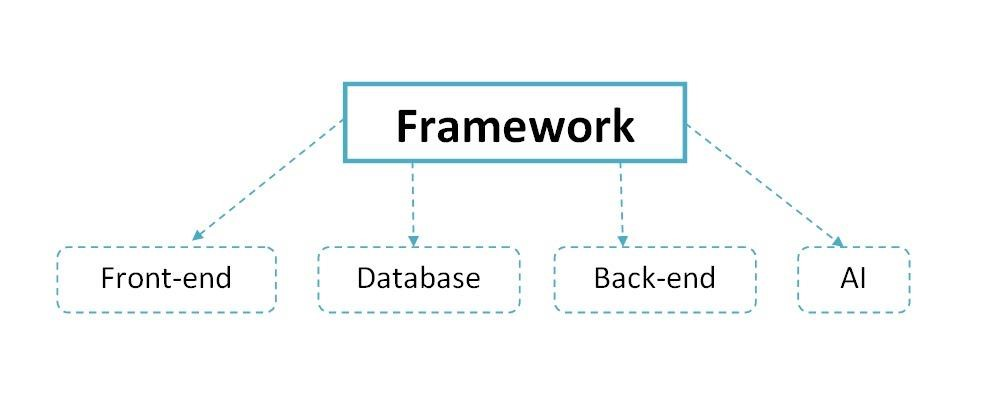 Framework
Front-end
Database
Back-end
AI